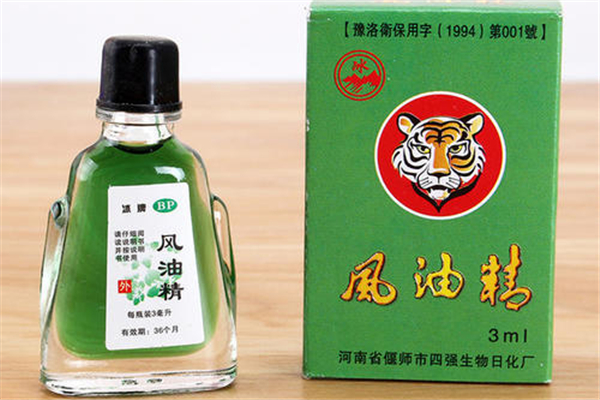 冰牌 BP
请仔细阅
读说明书
并按说明
书使用
风油精
外
每瓶装3毫升
有效期：36个月
【豫洛衛保用字（1994）第001號】
冰
风油精
3ml
河南省偃师市四强生物日化厂